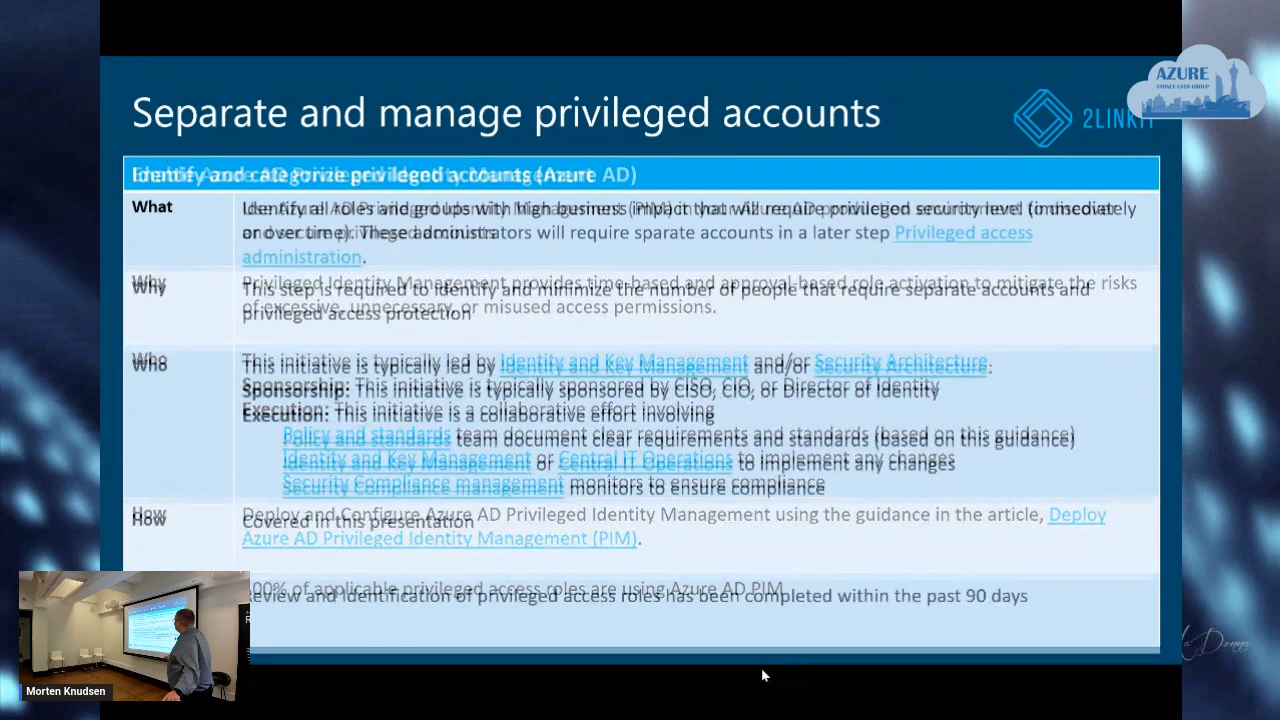 AZURE
SYDNEY USER GROUP
Separate and manage privileged accounts
2LINKIT
Identify and categorize privileged accounts (Azure AD)
What
Identify all roles and groups with high business impact that will require privileged security level (immediately
or over time). These administrators will require sparate accounts in a later step Privileged access
administration.
Why
Privileged Identity Management provides time-based and approval-based role activation to mitigate the risks
of excessive, unnecessary, or misused access permissions.
This step is required to identify and minimize the number of people that require separate accounts and
privileged access protection
Who
This initiative is typically led by Identity and Key Management and/or Security Architecture.
Sponsorship: This initiative is typically sponsored by CISO, CIO, or Director of Identity
Execution: This initiative is a collaborative effort involving
Policy and standards team document clear requirements and standards (based on this guidance)
Identity and Key Management or Central IT Operations to implement any changes
Security Compliance management monitors to ensure compliance
How
Deploy and Configure Azure AD Privileged Identity Management using the guidance in the article, Deploy
Azure AD Privileged Identity Management (PIM).
Covered in this presentation
100% of applicable privileged access roles are using Azure AD PIM
Review and identification of privileged access roles has been completed within the past 90 days
Morten Knudsen